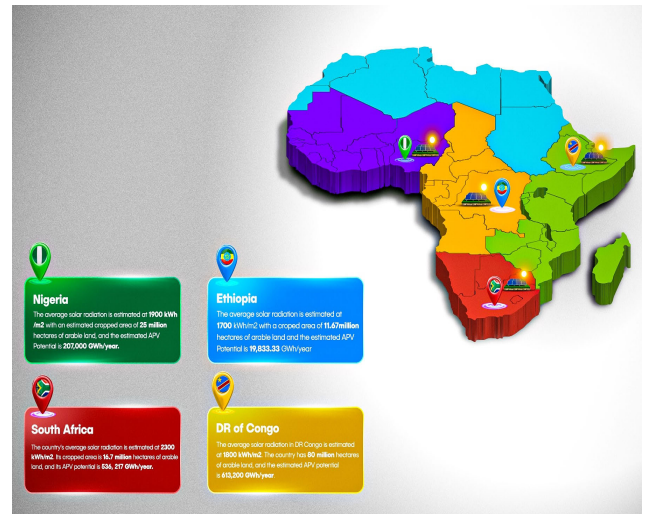 Nigeria
The average solar radiation is estimated at 1900 kWh
/m2 with an estimated cropped area of 25 million
hectares of arable land, and the estimated APV
Potential is 207,000 GWh/year.
Ethiopia
The average solar radiation is estimated at
1700 kWh/m2 with a croped area of 11.67million
hectares of arable land and the estimated APV
Potential is 19,833.33 GWh/year
South Africa
The country's average solar radiation is estimated at 2300
kWh/m2. Its cropped area is 16.7 million hectares of arable
land, and its APV potential is 536, 217 GWh/year.
DR of Congo
The average solar radiation in DR Congo is estimated
at 1800 kWh/m2. The country has 80 million hectares
of arable land, and the estimated APV potential
is 613,200 GWh/year